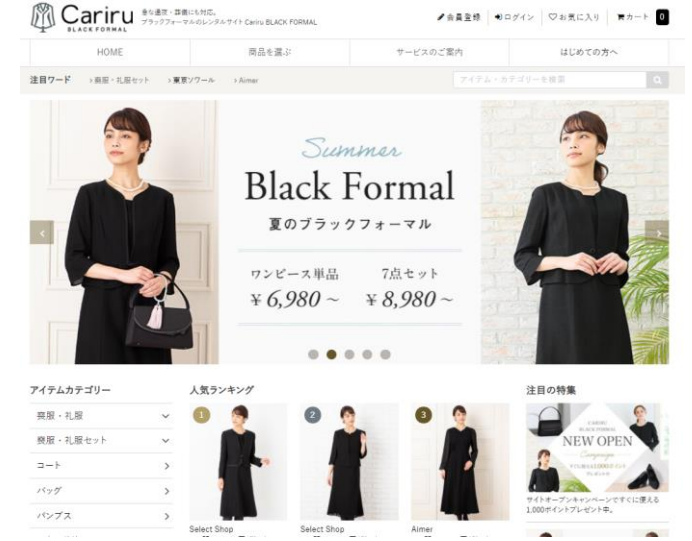 Cariru
BLACK FORMAL
急な通夜・葬儀にも対応。
ブラックフォーマルのレンタルサイト Cariru BLACK FORMAL
会員登録
ログイン
お気に入り
カート 0
HOME
商品を選ぶ
サービスのご案内
はじめての方へ
注目ワード
喪服・礼服セット
東京ソワール
Aimer
アイテム・カテゴリーを検索
Summer
Black Formal
夏のブラックフォーマル
ワンピース単品 7点セット
¥6,980～ ¥8,980～
アイテムカテゴリー
喪服・礼服
喪服・礼服セット
コート
バッグ
パンプス
人気ランキング
1
2
3
Select Shop
Select Shop
Aimer
注目の特集
CARIRU
BLACK FORMAL
NEW OPEN
Campaign
サイトオープンキャンペーンですぐに使える
1,000ポイントプレゼント中。